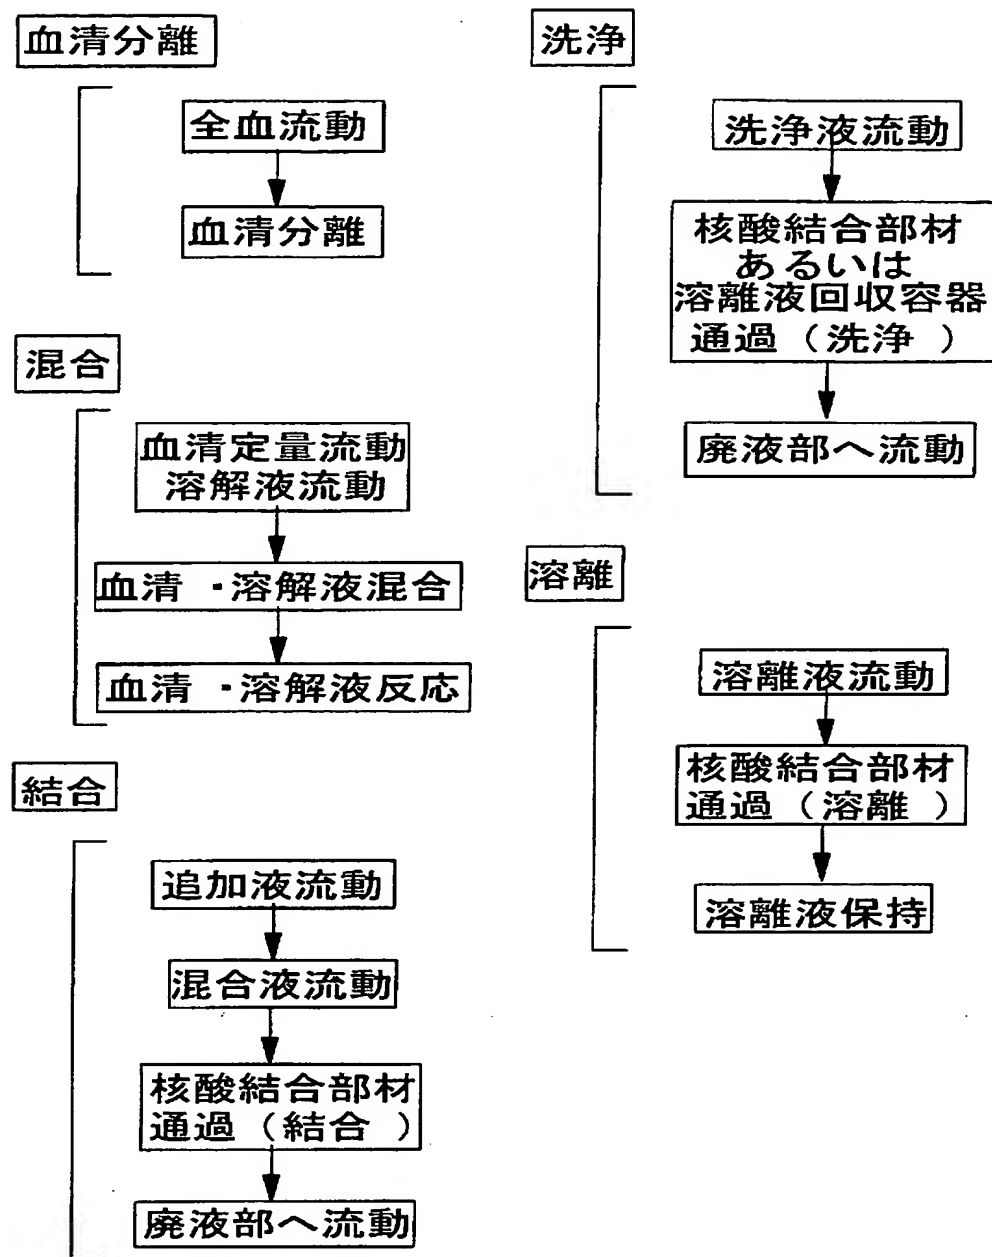 血清分離
全血流動
血清分離
混合
血清定量流動
溶解液流動
血清・溶解液混合
血清・溶解液反応
結合
追加液流動
混合液流動
核酸結合部材
通過（結合）
廃液部へ流動
洗浄
洗浄液流動
核酸結合部材
あるいは
溶離液回収容器
通過（洗浄）
廃液部へ流動
溶離
溶離液流動
核酸結合部材
通過（溶離）
溶離液保持